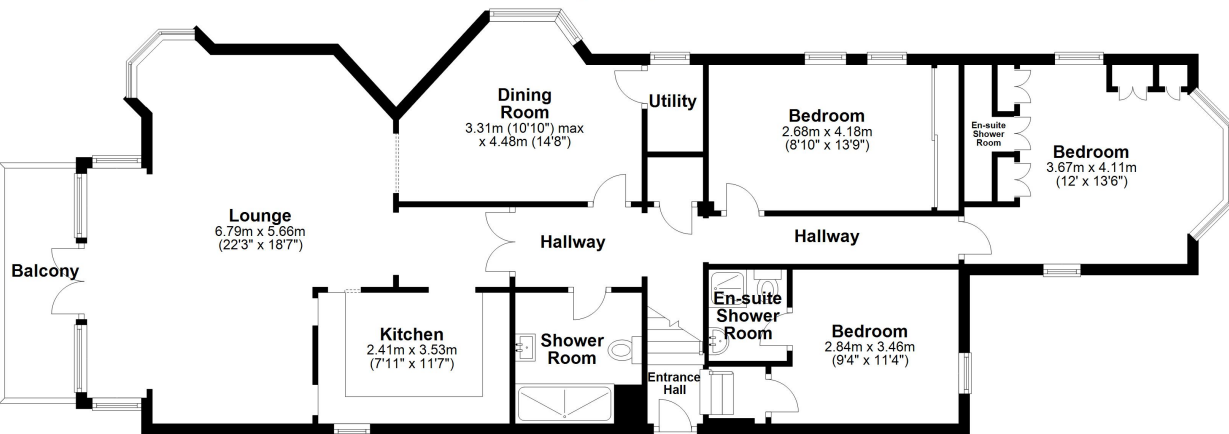 Dining
Room
3.31m (10'10") max
x 4.48m (14'8")
Utility
Bedroom
2.68m x 4.18m
(8'10" x 13'9")
En-suite
Shower
Room
Bedroom
3.67m x 4.11m
(12' x 13'6")
Lounge
6.79m x 5.66m
(22'3" x 18'7")
Hallway
Hallway
Balcony
En-suite
Shower
Room
Kitchen
2.41m x 3.53m
(7'11" x 11'7")
Shower
Room
Bedroom
2.84m x 3.46m
(9'4" x 11'4")
Entrance
Hall